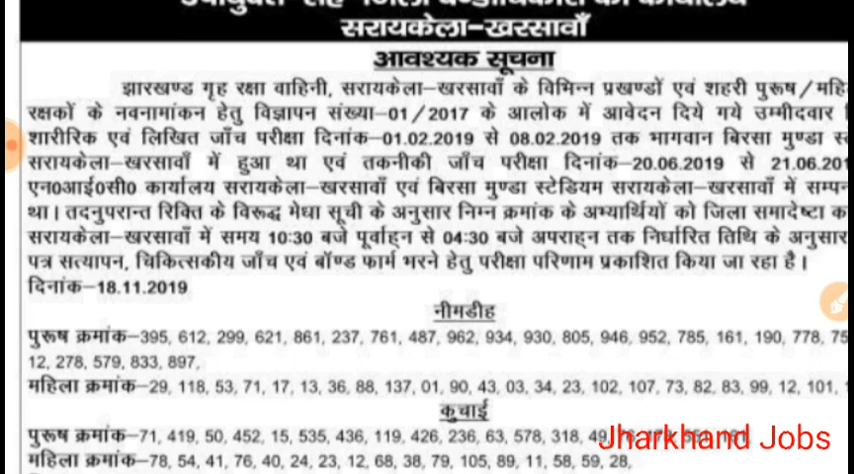 सरायकेला–खरसावाँ
आवश्यक सूचना
झारखण्ड गृह रक्षा वाहिनी, सरायकेला–खरसावाँ के विभिन्न प्रखण्डों एवं शहरी पुरूष/महि
रक्षकों के नवनामांकन हेतु विज्ञापन संख्या–01/2017 के आलोक में आवेदन दिये गये उम्मीदवार
शारीरिक एवं लिखित जाँच परीक्षा दिनांक–01.02.2019 से 08.02.2019 तक भागवान बिरसा मुण्डा स्
सरायकेला–खरसावाँ में हुआ था एवं तकनीकी जाँच परीक्षा दिनांक–20.06.2019 से 21.06.201
एन०आई०सी० कार्यालय सरायकेला–खरसावाँ एवं बिरसा मुण्डा स्टेडियम सरायकेला–खरसावाँ में सम्पन
था। तदनुपरान्त रिक्ति के विरूद्ध मेधा सूची के अनुसार निम्न क्रमांक के अभ्यार्थियों को जिला समादेष्टा का
सरायकेला–खरसावाँ में समय 10:30 बजे पूर्वाहन से 04:30 बजे अपराहन तक निर्धारित तिथि के अनुसार
पत्र सत्यापन, चिकित्सकीय जाँच एवं बॉण्ड फार्म भरने हेतु परीक्षा परिणाम प्रकाशित किया जा रहा है।
दिनांक–18.11.2019
नीमडीह
पुरूष क्रमांक–395, 612, 299, 621, 861, 237, 761, 487, 962, 934, 930, 805, 946, 952, 785, 161, 190, 778, 75
12, 278, 579, 833, 897,
महिला क्रमांक–29, 118, 53, 71, 17, 13, 36, 88, 137, 01, 90, 43, 03, 34, 23, 102, 107, 73, 82, 83, 99, 12, 101,
कुचाई
पुरूष क्रमांक–71, 419, 50, 452, 15, 535, 436, 119, 426, 236, 63, 578, 318,
Jharkhand Jobs
महिला क्रमांक–78, 54, 41, 76, 40, 24, 23, 12, 68, 38, 79, 105, 89, 11, 58, 59, 28,